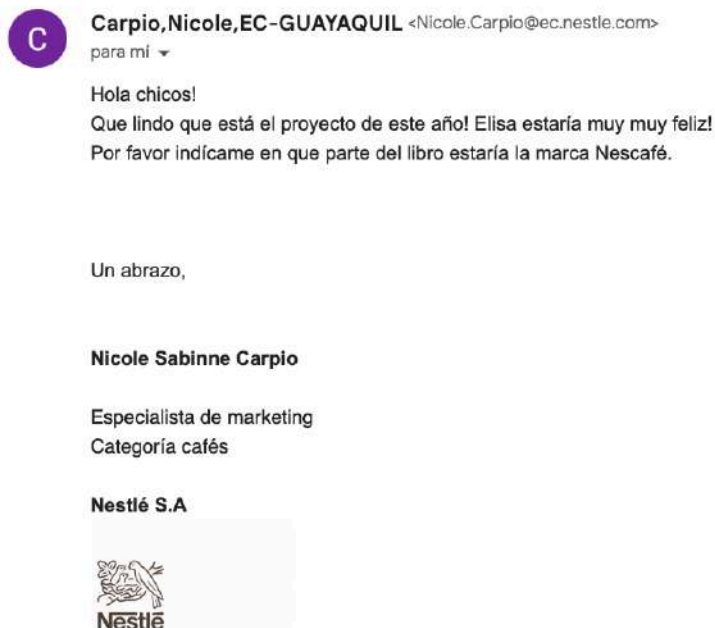 C
Carpio,Nicole,EC-GUAYAQUIL <Nicole.Carpio@ec.nestle.com>
para mí
Hola chicos!
Que lindo que está el proyecto de este año! Elisa estaría muy muy feliz!
Por favor indícame en que parte del libro estaría la marca Nescafé.
Un abrazo,
Nicole Sabinne Carpio
Especialista de marketing
Categoría cafés
Nestlé S.A
Nestlé